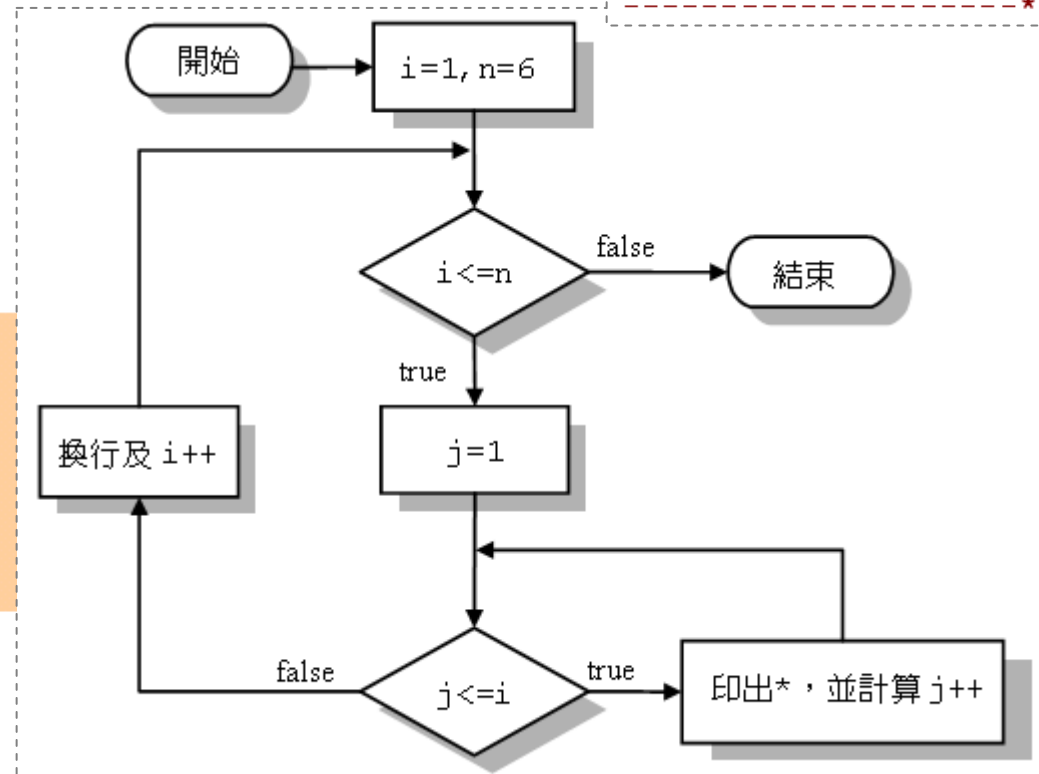 開始
i=1, n=6
i<=n
false
結束
true
換行及 i++
j=1
j<=i
false
true
印出*，並計算 j++